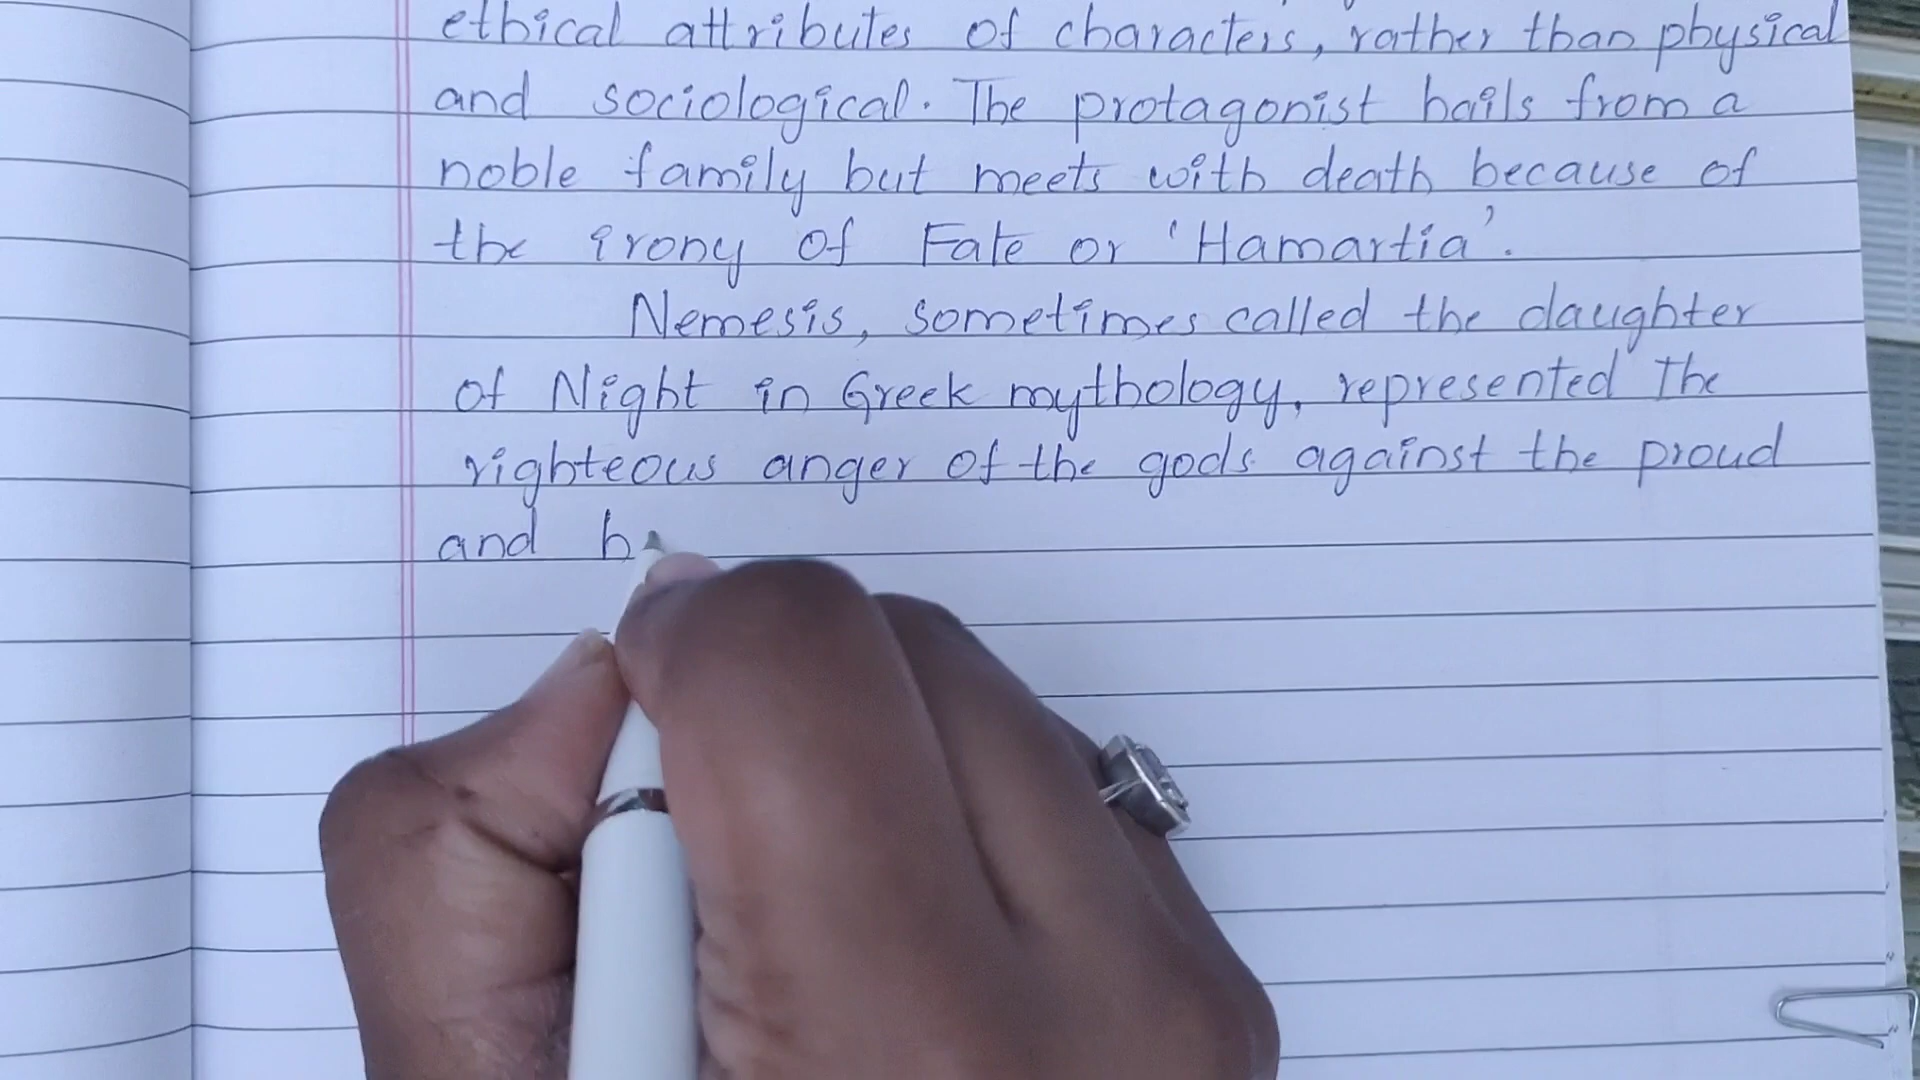 ethical attributes of characters, rather than physical
and sociological. The protagonist hails from a
noble family but meets with death because of
the irony of Fate or 'Hamartia'.
Nemesis, sometimes called the daughter
of Night in Greek mythology, represented the
righteous anger of the gods against the proud
and h